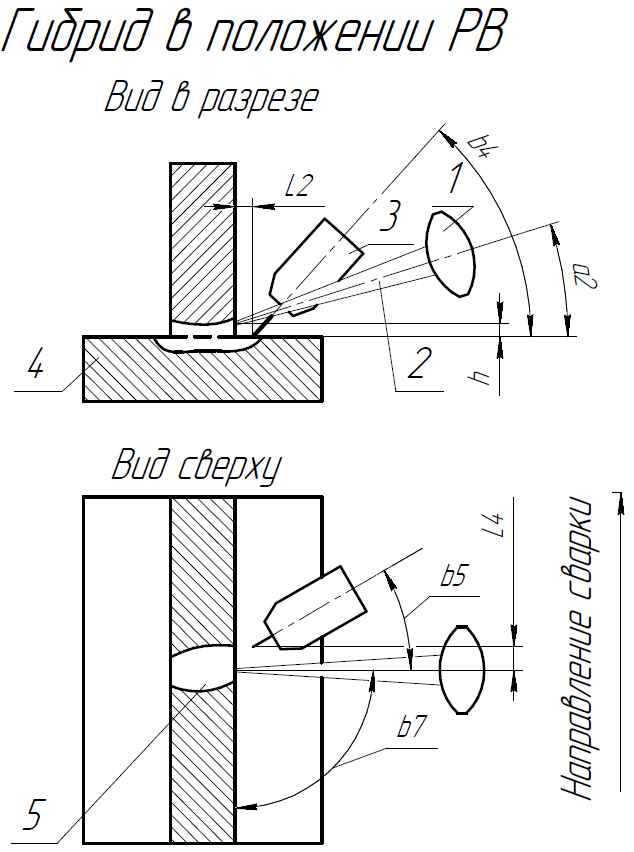 Гибрид в положении РВ
Вид в разрезе
b4
L2
1
3
a2
4
2
h
Вид сверху
L4
b5
Направление сварки
b7
5